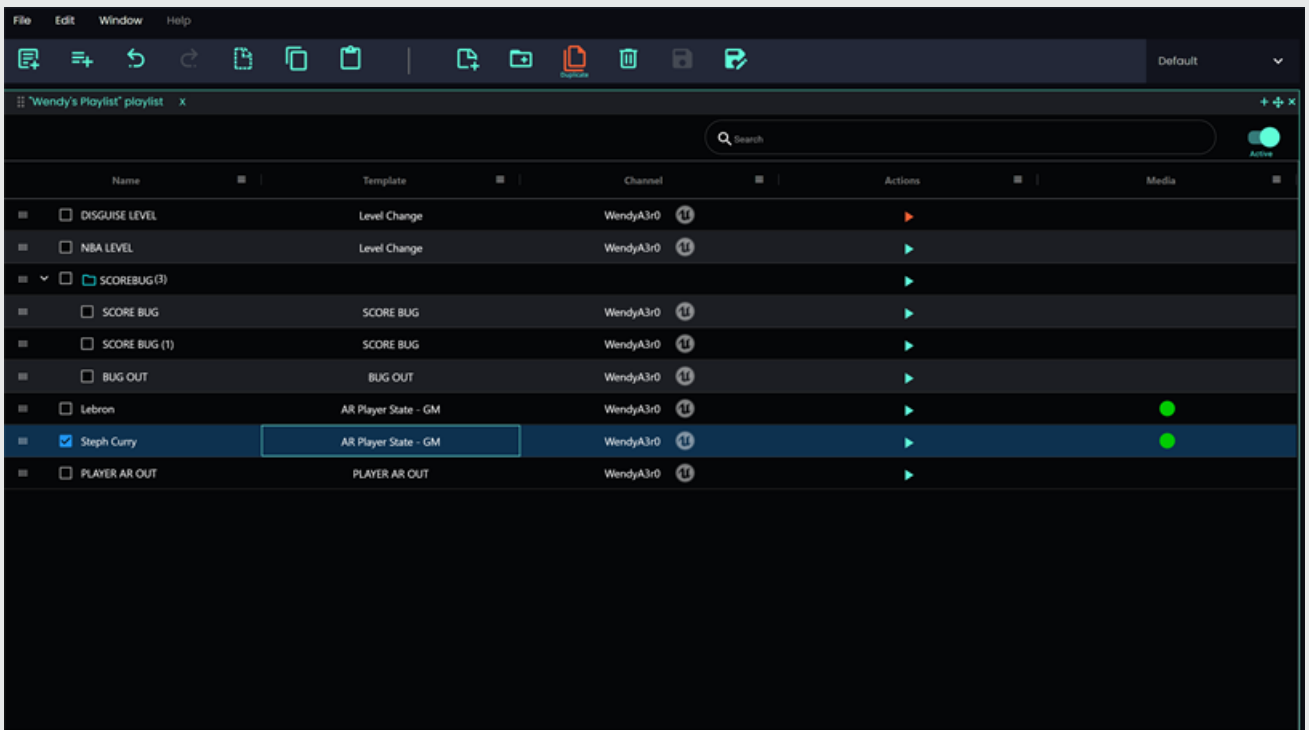 File Edit Window Help
Duplicate
Default
"Wendy's Playlist" playlist x
Search
Active
Name Template Channel Actions Media
DISGUISE LEVEL Level Change WendyA3r0
NBA LEVEL Level Change WendyA3r0
SCOREBUG (3)
SCORE BUG SCORE BUG WendyA3r0
SCORE BUG (1) SCORE BUG WendyA3r0
BUG OUT BUG OUT WendyA3r0
Lebron AR Player State - GM WendyA3r0
Steph Curry AR Player State - GM WendyA3r0
PLAYER AR OUT PLAYER AR OUT WendyA3r0